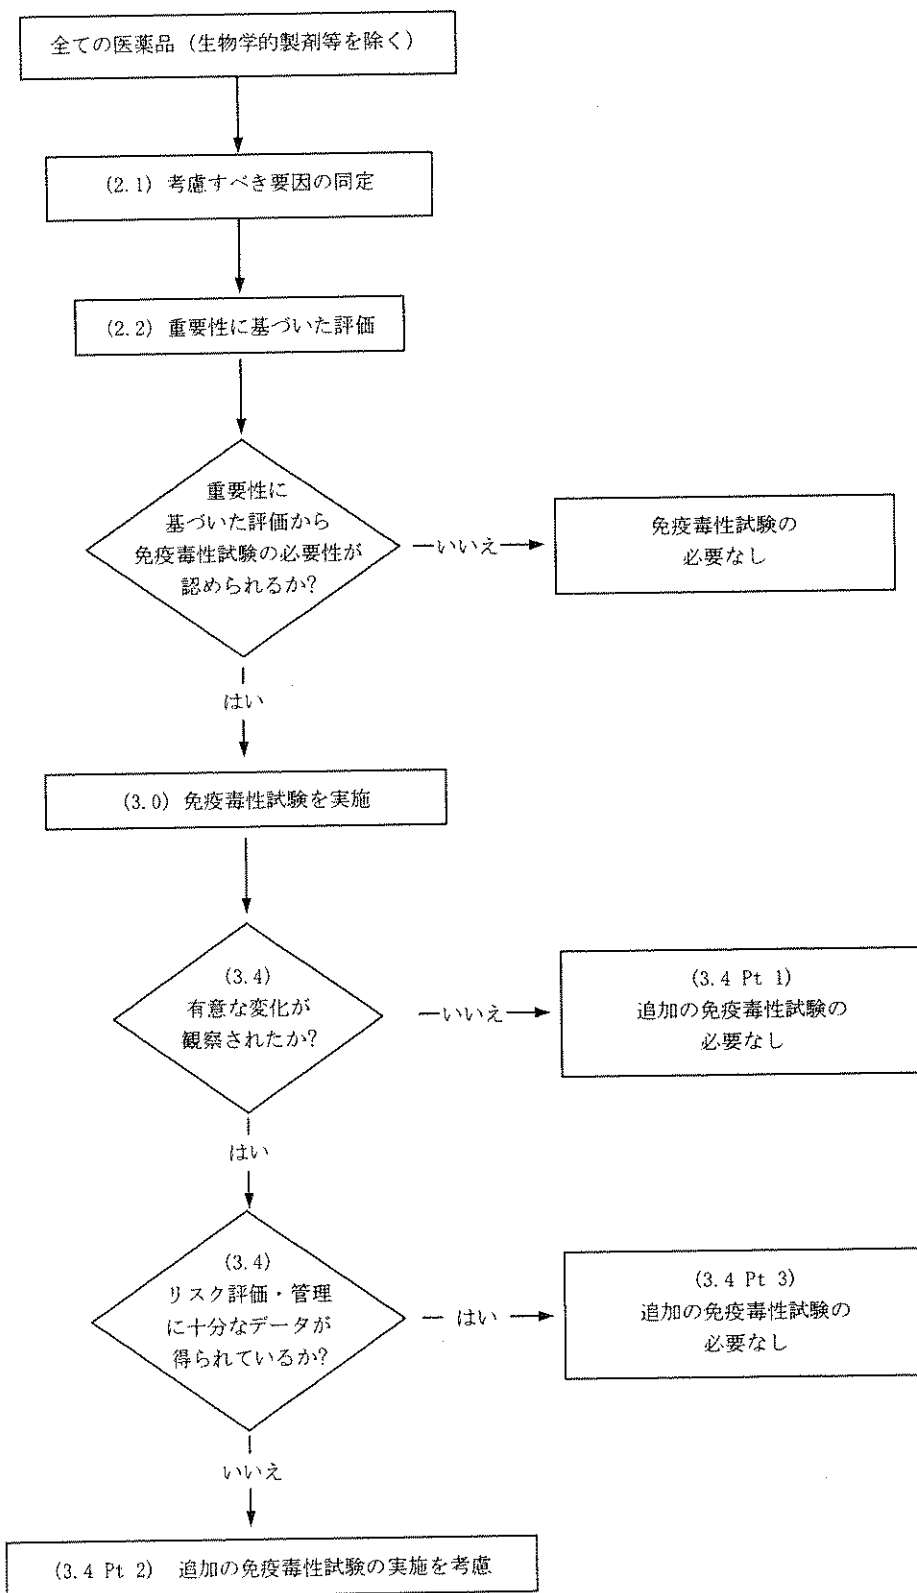 全ての医薬品（生物学的製剤等を除く）
(2.1) 考慮すべき要因の同定
(2.2) 重要性に基づいた評価
重要性に
基づいた評価から
免疫毒性試験の必要性が
認められるか?
いいえ
免疫毒性試験の
必要なし
はい
(3.0) 免疫毒性試験を実施
(3.4)
有意な変化が
観察されたか?
いいえ
(3.4 Pt 1)
追加の免疫毒性試験の
必要なし
はい
(3.4)
リスク評価・管理
に十分なデータが
得られているか?
はい
(3.4 Pt 3)
追加の免疫毒性試験の
必要なし
いいえ
(3.4 Pt 2) 追加の免疫毒性試験の実施を考慮